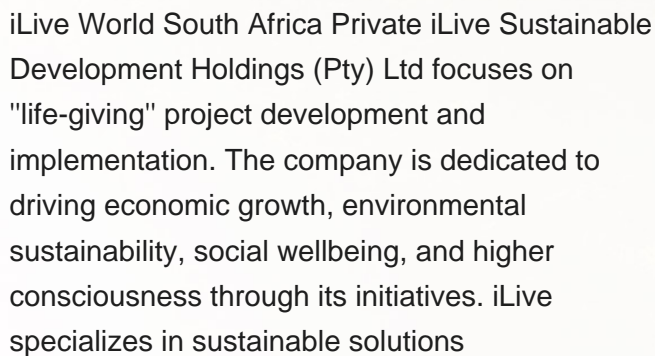 iLive World South Africa Private iLive Sustainable
Development Holdings (Pty) Ltd focuses on
"life-giving" project development and
implementation. The company is dedicated to
driving economic growth, environmental
sustainability, social wellbeing, and higher
consciousness through its initiatives. iLive
specializes in sustainable solutions